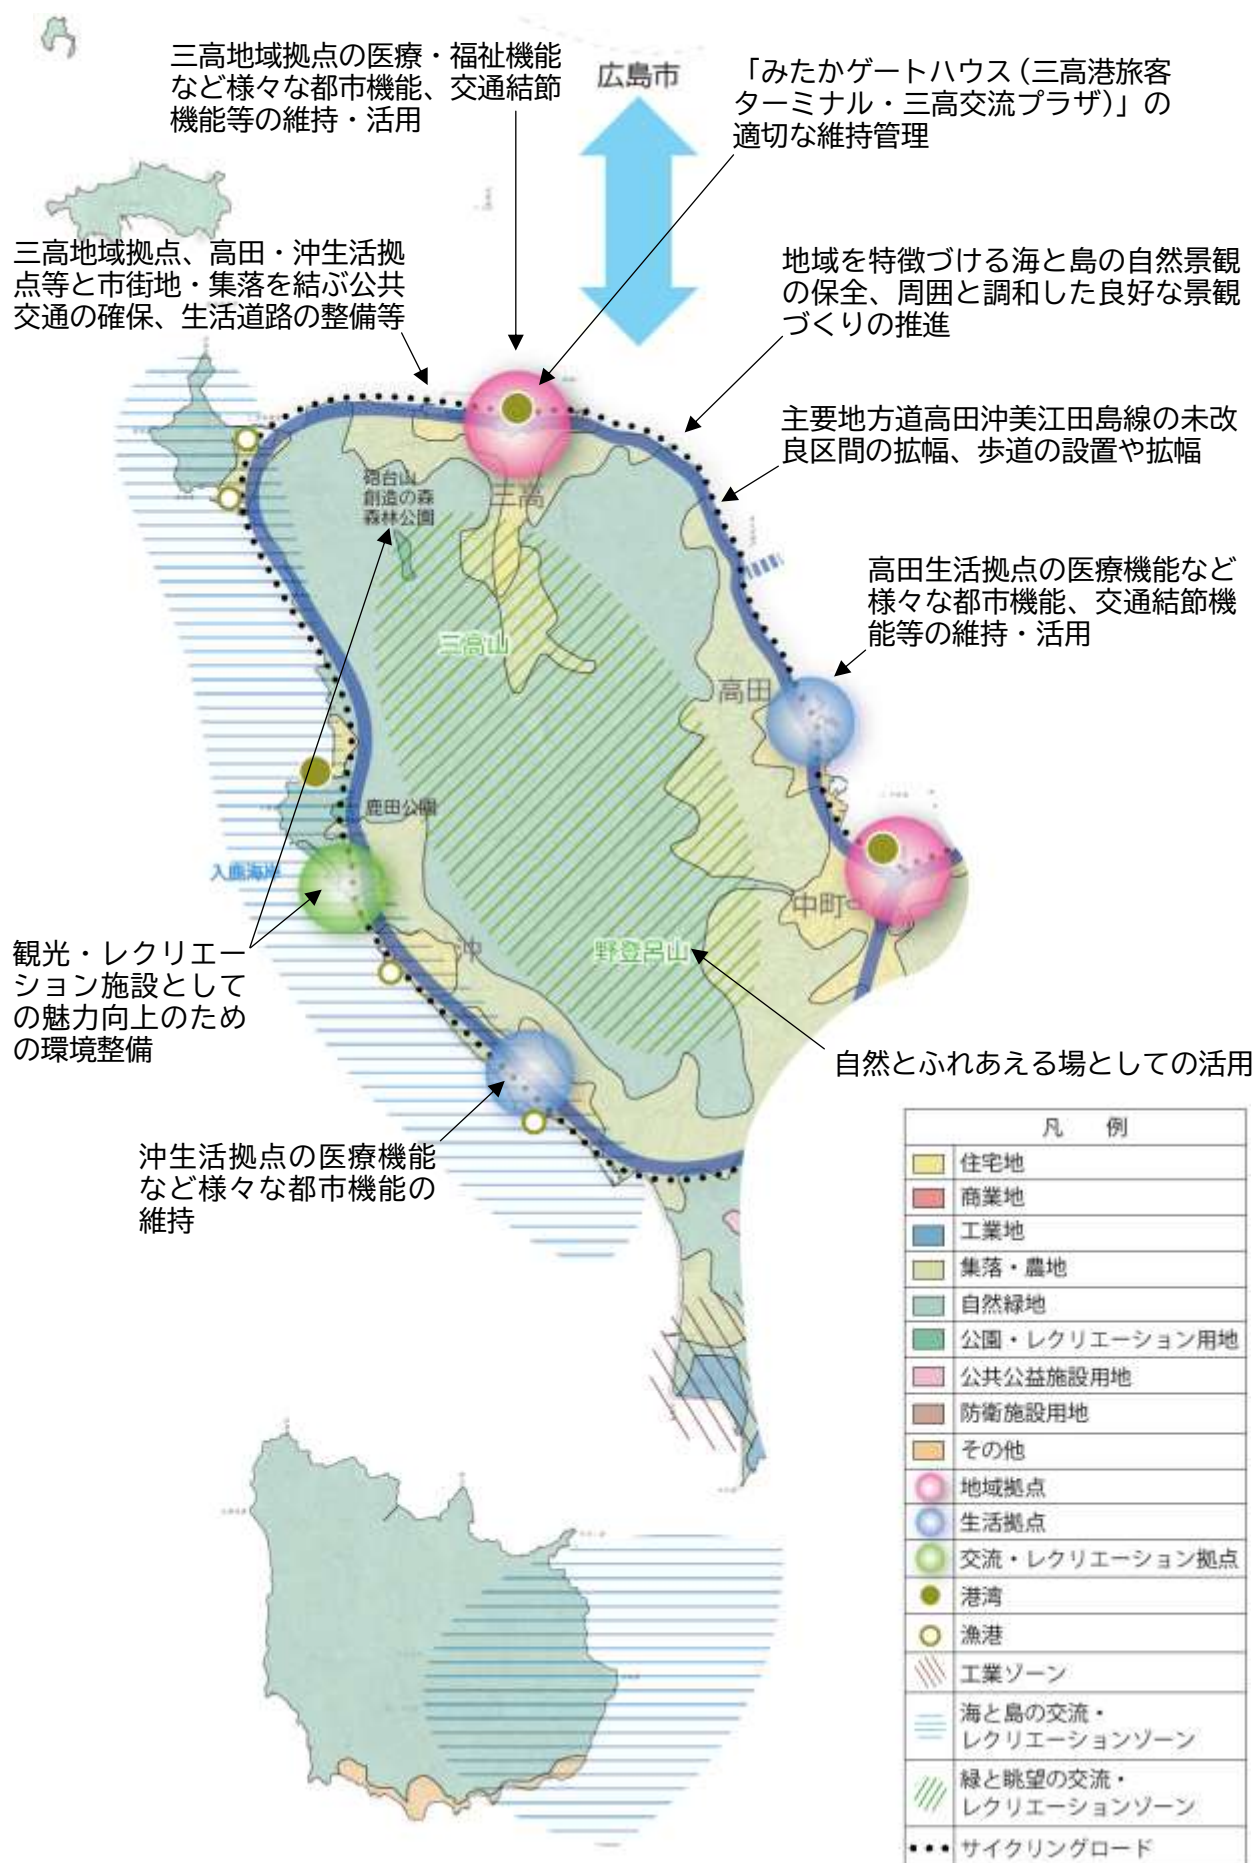 三高地域拠点の医療・福祉機能
など様々な都市機能、交通結節
機能等の維持・活用
広島市
「みたかゲートハウス（三高港旅客
ターミナル・三高交流プラザ）」の
適切な維持管理
三高地域拠点、高田・沖生活拠
点等と市街地・集落を結ぶ公共
交通の確保、生活道路の整備等
地域を特徴づける海と島の自然景観
の保全、周囲と調和した良好な景観
づくりの推進
主要地方道高田沖美江田島線の未改
良区間の拡幅、歩道の設置や拡幅
砲台山
創造の森
森林公園
三高
高田生活拠点の医療機能など
様々な都市機能、交通結節機
能等の維持・活用
三高山
高田
鹿田公園
入鹿海岸
中町
沖
野登呂山
観光・レクリエー
ション施設として
の魅力向上のため
の環境整備
自然とふれあえる場としての活用
沖生活拠点の医療機能
など様々な都市機能の
維持
凡 例
住宅地
商業地
工業地
集落・農地
自然緑地
公園・レクリエーション用地
公共公益施設用地
防衛施設用地
その他
地域拠点
生活拠点
交流・レクリエーション拠点
港湾
漁港
工業ゾーン
海と島の交流・
レクリエーションゾーン
緑と眺望の交流・
レクリエーションゾーン
サイクリングロード